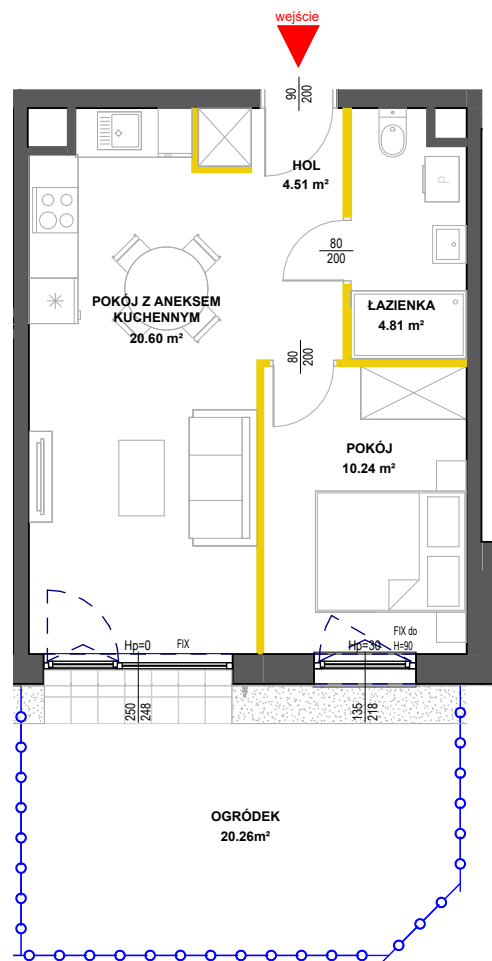 wejście
90
200
HOL
4.51 m²
80
200
P
POKÓJ Z ANEKSEM
KUCHENNYM
20.60 m²
ŁAZIENKA
4.81 m²
80
200
POKÓJ
10.24 m²
Hp=0
FIX
Hp=30
FIX do
H=90
250
248
135
218
OGRÓDEK
20.26m²